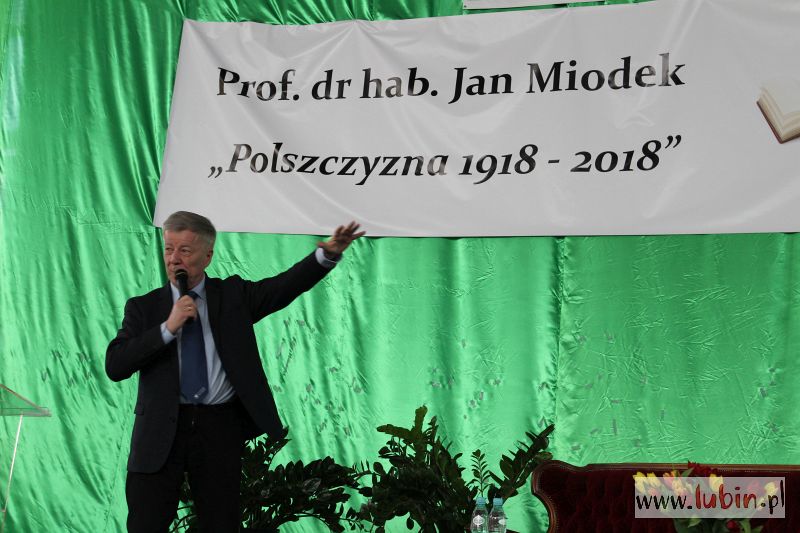 Prof. dr hab. Jan Miodek
„Polszczyzna 1918 - 2018”
www.lubin.pl